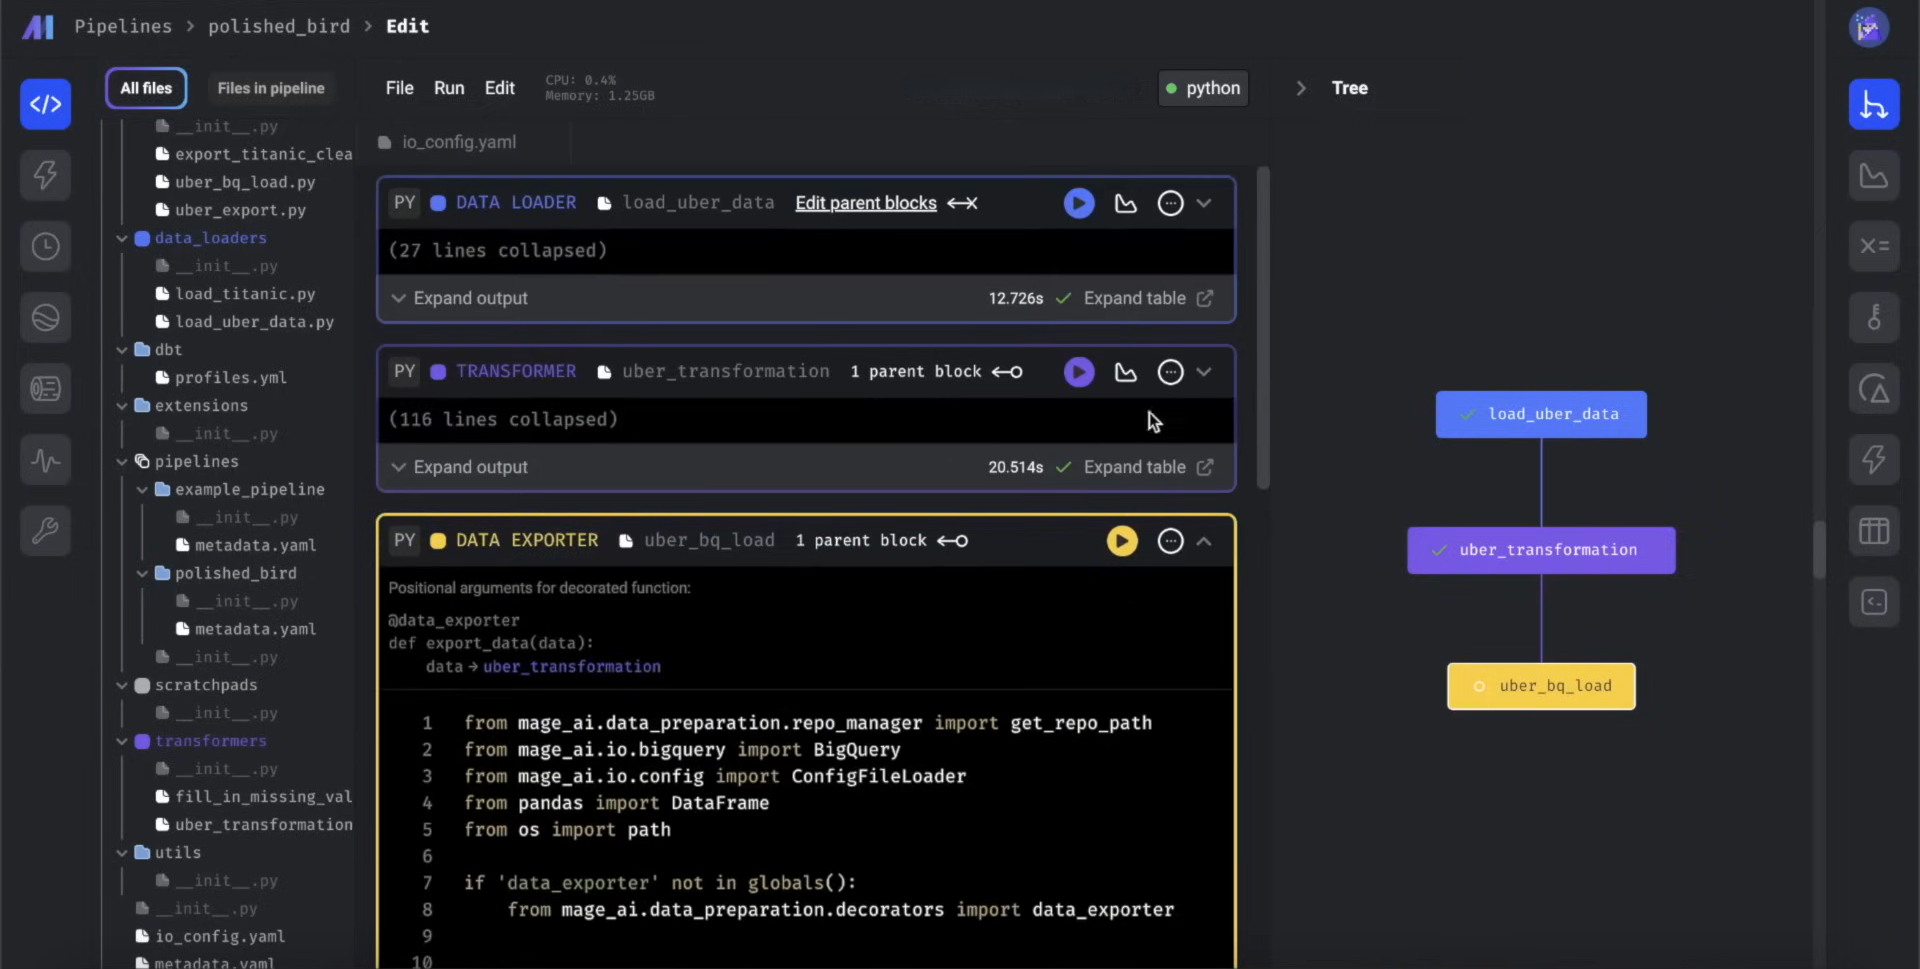 Pipelines > polished_bird > Edit
All files
Files in pipeline
__init__.py
export_titanic_clea
uber_bq_load.py
uber_export.py
data_loaders
__init__.py
load_titanic.py
load_uber_data.py
dbt
profiles.yml
extensions
__init__.py
pipelines
example_pipeline
__init__.py
metadata.yaml
polished_bird
__init__.py
metadata.yaml
__init__.py
scratchpads
__init__.py
transformers
__init__.py
fill_in_missing_val
uber_transformation
utils
__init__.py
__init__.py
io_config.yaml
metadata.yaml
File Run Edit
CPU: 0.4%
Memory: 1.25GB
python
io_config.yaml
PY DATA LOADER load_uber_data Edit parent blocks
(27 lines collapsed)
Expand output 12.726s Expand table
PY TRANSFORMER uber_transformation 1 parent block
(116 lines collapsed)
Expand output 20.514s Expand table
PY DATA EXPORTER uber_bq_load 1 parent block
Positional arguments for decorated function:
@data_exporter
def export_data(data):
data → uber_transformation
1 from mage_ai.data_preparation.repo_manager import get_repo_path
2 from mage_ai.io.bigquery import BigQuery
3 from mage_ai.io.config import ConfigFileLoader
4 from pandas import DataFrame
5 from os import path
6
7 if 'data_exporter' not in globals():
8 from mage_ai.data_preparation.decorators import data_exporter
9
10
Tree
load_uber_data
uber_transformation
uber_bq_load